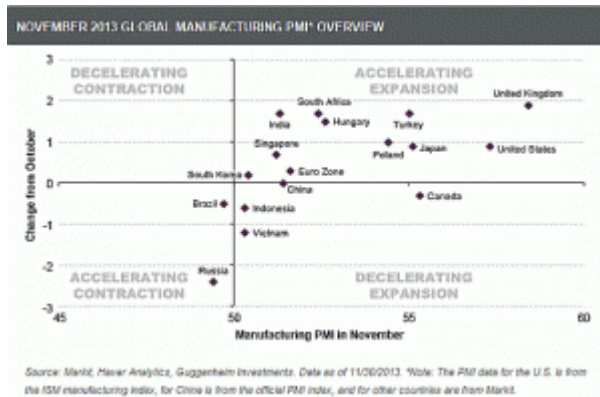 NOVEMBER 2013 GLOBAL MANUFACTURING PMI* OVERVIEW
3
DECELERATING
CONTRACTION
ACCELERATING
EXPANSION
United Kingdom
2
South Africa
India
Hungary
Turkey
1
Singapore
Poland
Japan
United States
Euro Zone
South Korea
0
China
Canada
Brazil
Indonesia
-1
Vietnam
-2
Russia
ACCELERATING
CONTRACTION
DECELERATING
EXPANSION
-3
45
50
55
60
Change from October
Manufacturing PMI in November
Source: Markit, Haver Analytics, Guggenheim Investments. Data as of 11/30/2013. *Note: The PMI data for the U.S. is from
the ISM manufacturing index, for China is from the official PMI index, and for other countries are from Markit.